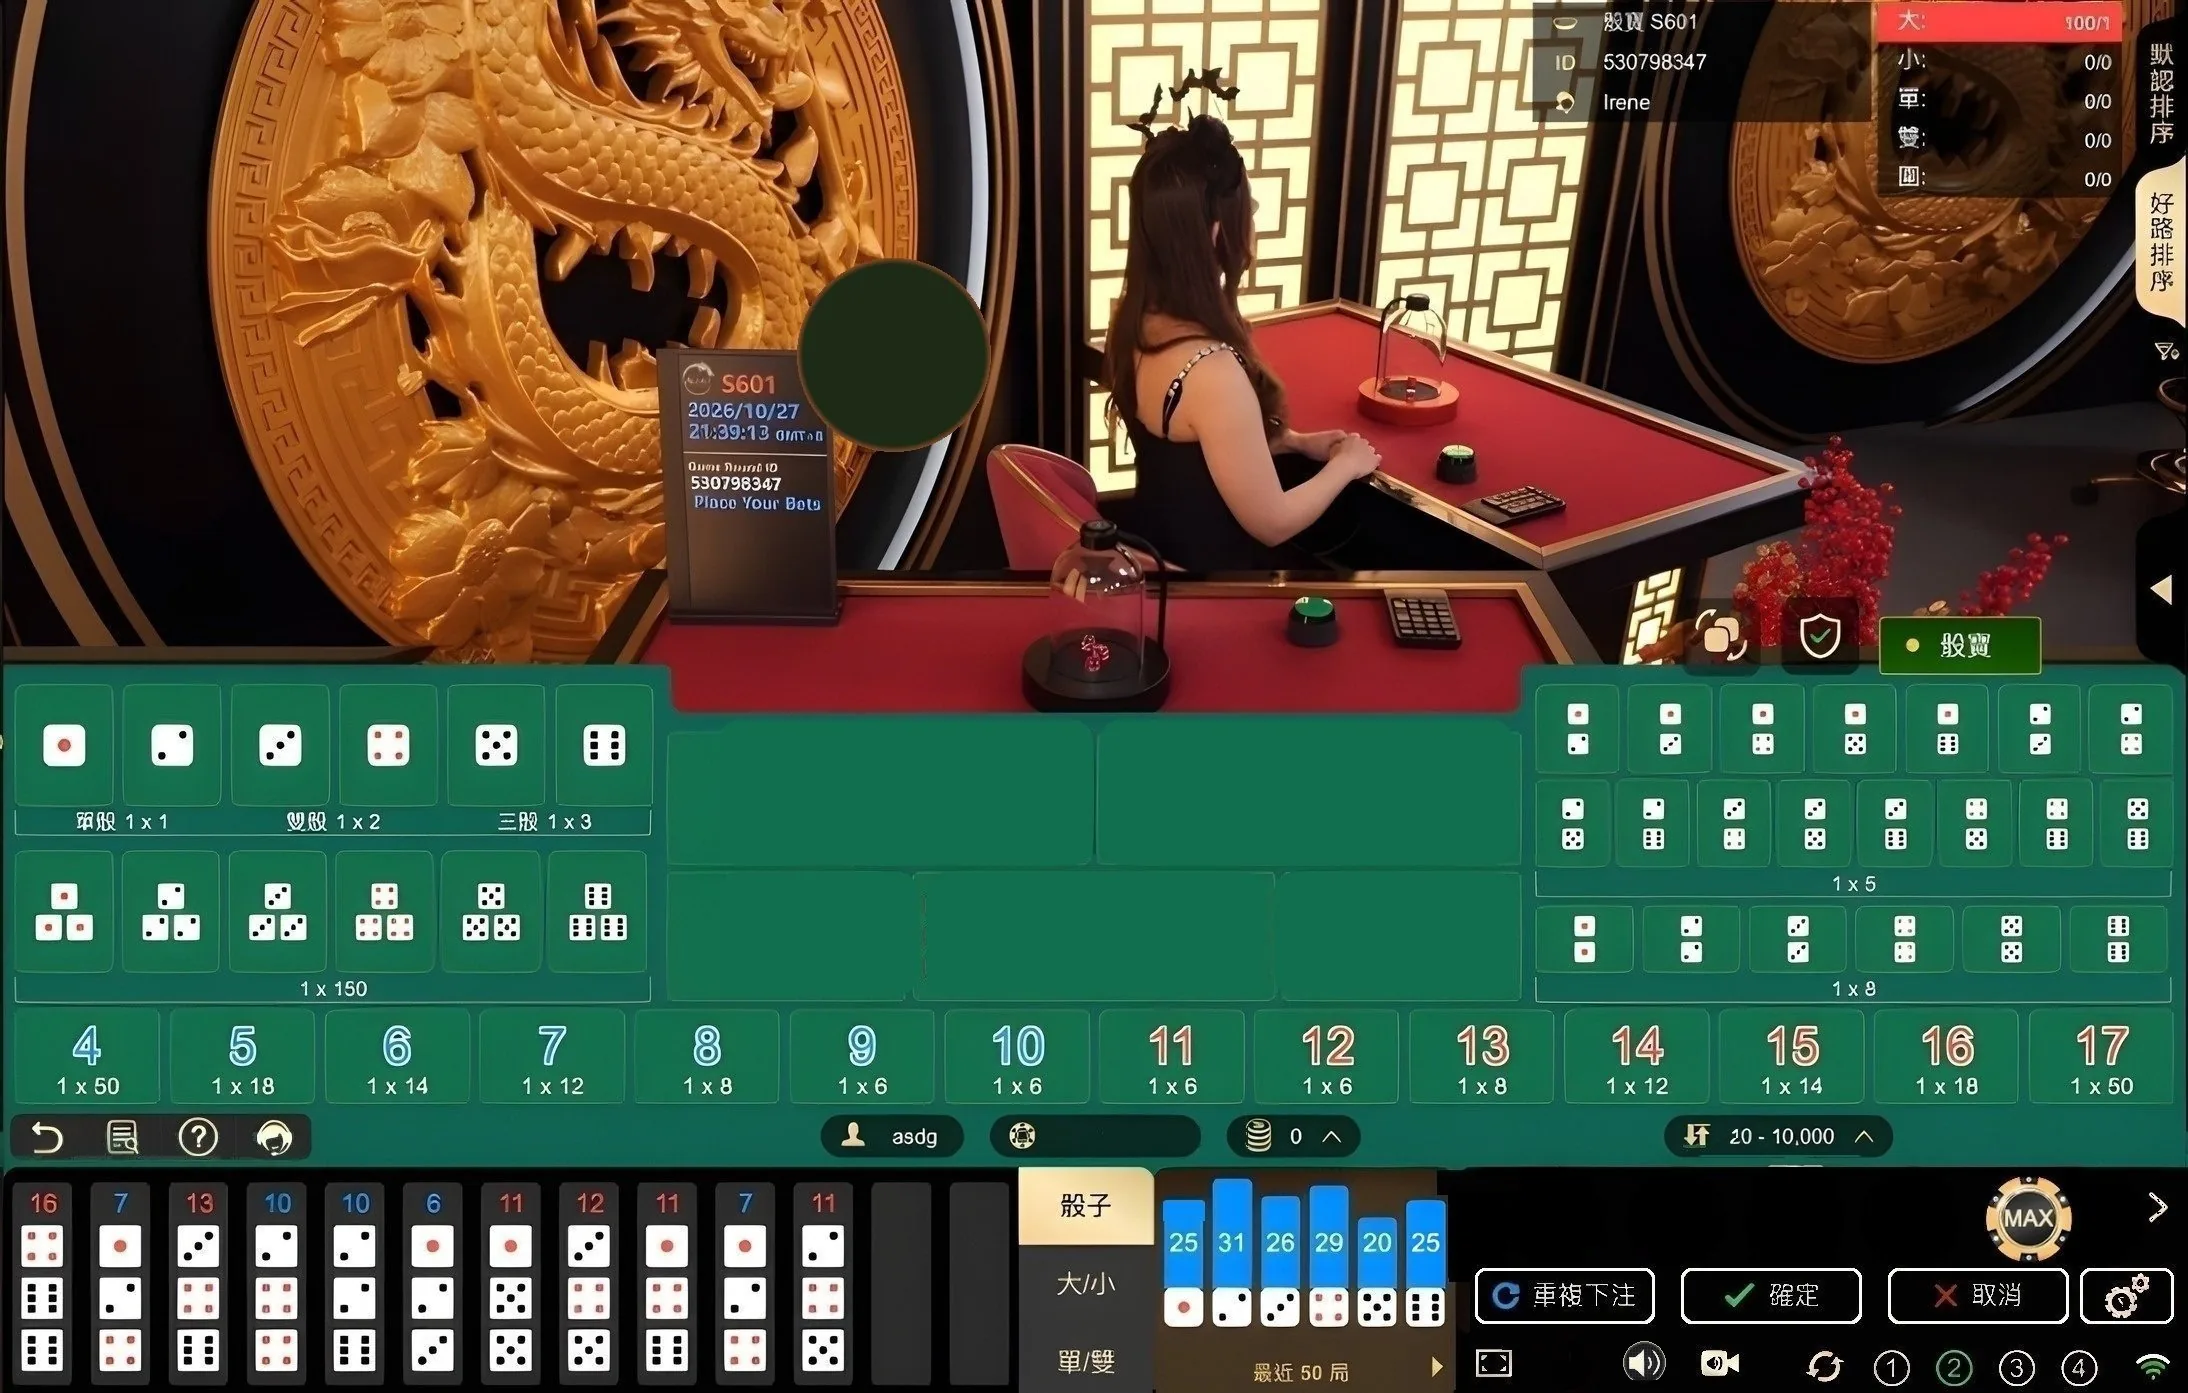 骰寶 S601
ID 530798347
Irene
大: 100/1
小: 0/0
單: 0/0
雙: 0/0
圍: 0/0
默認排序
好路排序
S601
2026/10/27
21:39:13
530798347
Place Your Bets
骰寶
單骰 1 x 1
雙骰 1 x 2
三骰 1 x 3
1 x 5
1 x 150
1 x 8
4 5 6 7 8 9 10 11 12 13 14 15 16 17
1 x 50 1 x 18 1 x 14 1 x 12 1 x 8 1 x 6 1 x 6 1 x 6 1 x 6 1 x 8 1 x 12 1 x 14 1 x 18 1 x 50
asdg
0
20 - 10,000
16 7 13 10 10 6 11 12 11 7 11
骰子
大/小
單/雙
25 31 26 29 20 25
最近 50 局
MAX
重複下注
確定
取消
1 2 3 4